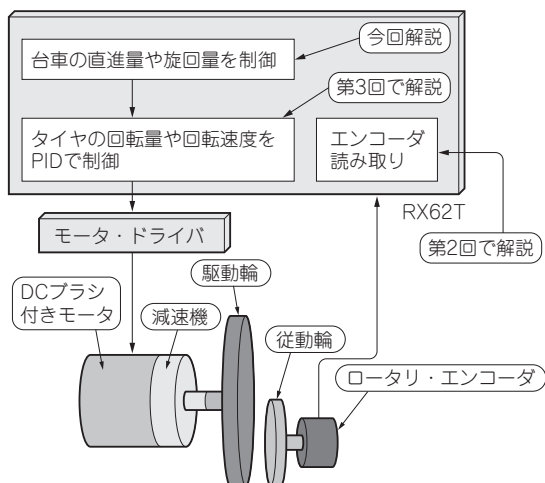 今回解説
台車の直進量や旋回量を制御
第3回で解説
タイヤの回転量や回転速度を
PIDで制御
エンコーダ
読み取り
RX62T
モータ・ドライバ
第2回で解説
駆動輪
DCブラシ
付きモータ
減速機
従動輪
ロータリ・エンコーダ